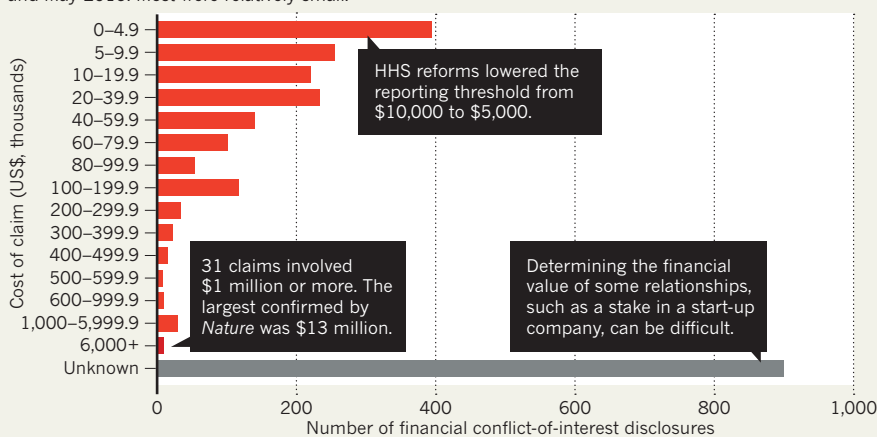 0–4.9
5–9.9
10–19.9
20–39.9
40–59.9
60–79.9
80–99.9
100–199.9
200–299.9
300–399.9
400–499.9
500–599.9
600–999.9
1,000–5,999.9
6,000+
Unknown
Cost of claim (US$, thousands)
HHS reforms lowered the
reporting threshold from
$10,000 to $5,000.
31 claims involved
$1 million or more. The
largest confirmed by
Nature was $13 million.
Determining the financial
value of some relationships,
such as a stake in a start-up
company, can be difficult.
0 200 400 600 800 1,000
Number of financial conflict-of-interest disclosures